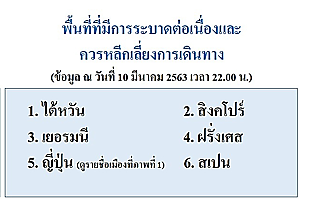 พื้นที่ที่มีการระบาดต่อเนื่องและ
ควรหลีกเลี่ยงการเดินทาง
(ข้อมูล ณ วันที่ 10 มีนาคม 2563 เวลา 22.00 น.)
1. ไต้หวัน 2. สิงคโปร์
3. เยอรมนี 4. ฝรั่งเศส
5. ญี่ปุ่น (ดูรายชื่อเมืองที่ภาพที่ 1) 6. สเปน